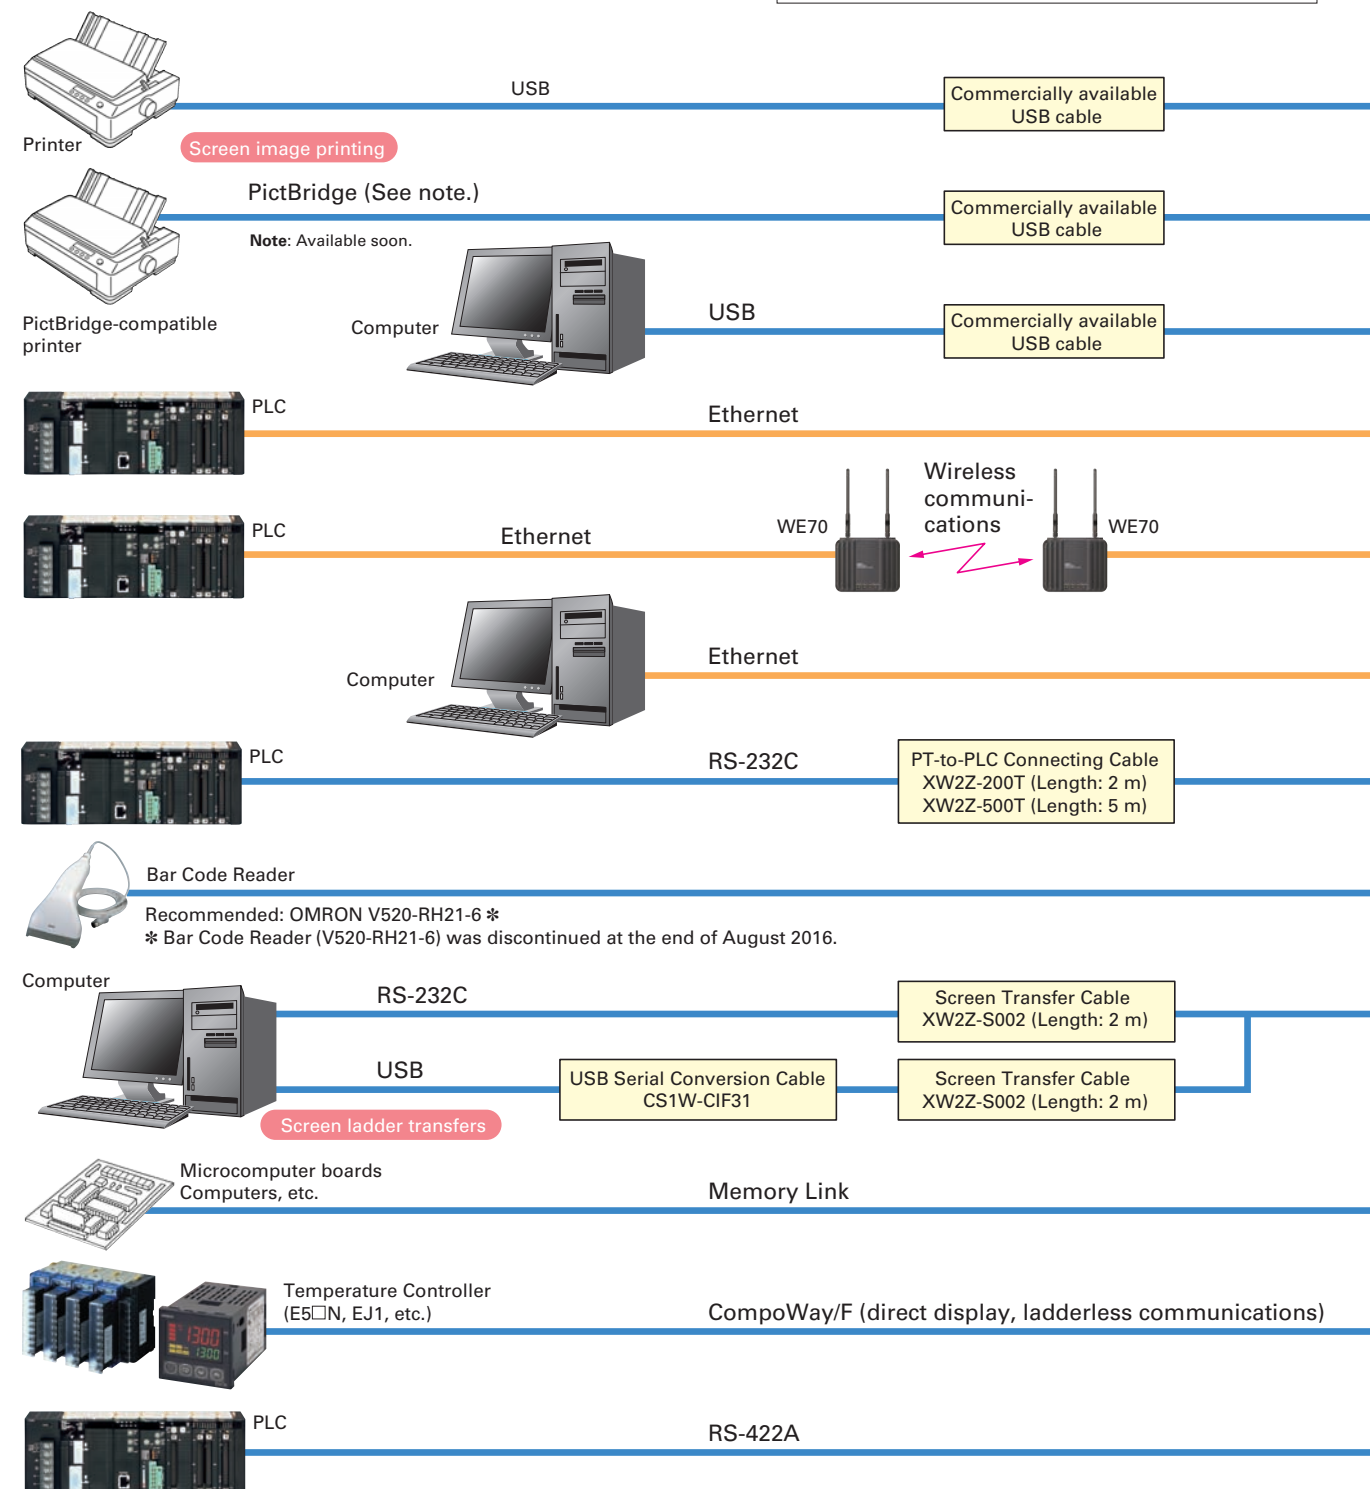 USB
Commercially available
USB cable
Printer
Screen image printing
PictBridge (See note.)
Commercially available
USB cable
Note: Available soon.
USB
Commercially available
USB cable
PictBridge-compatible
printer
Computer
PLC
Ethernet
Wireless
communi-
cations
PLC
Ethernet
WE70
WE70
Ethernet
Computer
PLC
RS-232C
PT-to-PLC Connecting Cable
XW2Z-200T (Length: 2 m)
XW2Z-500T (Length: 5 m)
Bar Code Reader
Recommended: OMRON V520-RH21-6 ✻
✻ Bar Code Reader (V520-RH21-6) was discontinued at the end of August 2016.
Computer
RS-232C
Screen Transfer Cable
XW2Z-S002 (Length: 2 m)
USB
USB Serial Conversion Cable
CS1W-CIF31
Screen Transfer Cable
XW2Z-S002 (Length: 2 m)
Screen ladder transfers
Microcomputer boards
Computers, etc.
Memory Link
Temperature Controller
(E5□N, EJ1, etc.)
1300
1300
CompoWay/F (direct display, ladderless communications)
PLC
RS-422A